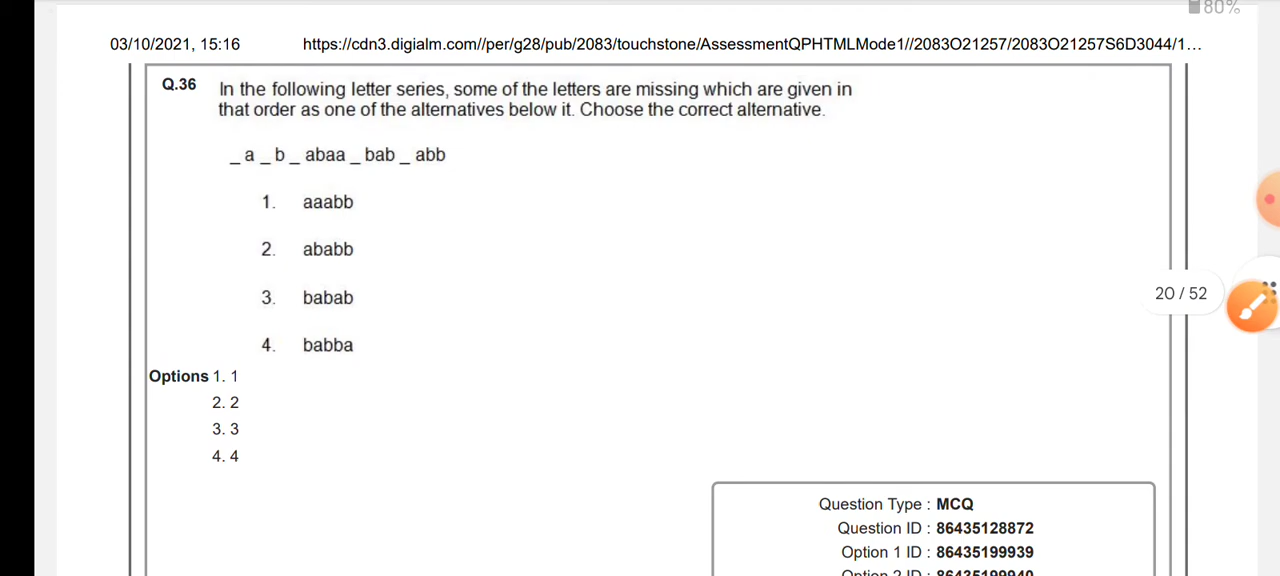 80%
03/10/2021, 15:16 https://cdn3.digialm.com//per/g28/pub/2083/touchstone/AssessmentQPHTMLMode1//2083O21257/2083O21257S6D3044/1…
Q.36 In the following letter series, some of the letters are missing which are given in
that order as one of the alternatives below it. Choose the correct alternative.
_ a _ b _ abaa _ bab _ abb
1. aaabb
2. ababb
3. babab
4. babba
Options 1. 1
2. 2
3. 3
4. 4
20 / 52
Question Type : MCQ
Question ID : 86435128872
Option 1 ID : 86435199939
Option 2 ID : 86435199940